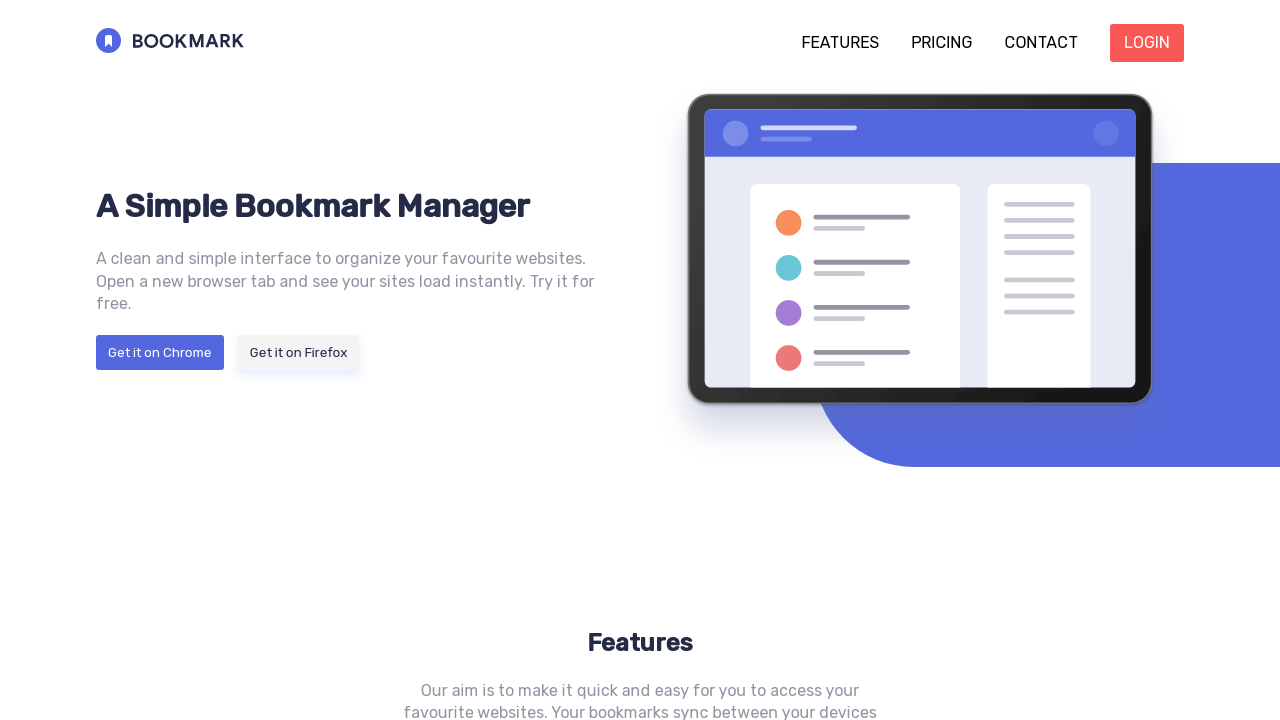 BOOKMARK
FEATURES PRICING CONTACT LOGIN
A Simple Bookmark Manager
A clean and simple interface to organize your favourite websites.
Open a new browser tab and see your sites load instantly. Try it for
free.
Get it on Chrome Get it on Firefox
Features
Our aim is to make it quick and easy for you to access your
favourite websites. Your bookmarks sync between your devices